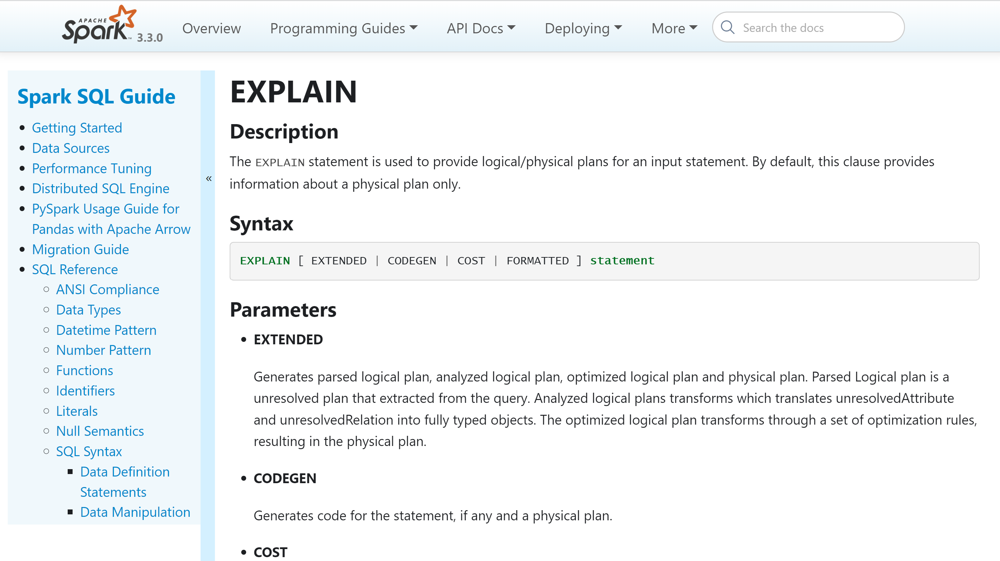 APACHE
Spark™ 3.3.0 Overview Programming Guides API Docs Deploying More Search the docs
Spark SQL Guide
Getting Started
Data Sources
Performance Tuning
Distributed SQL Engine
PySpark Usage Guide for
Pandas with Apache Arrow
Migration Guide
SQL Reference
ANSI Compliance
Data Types
Datetime Pattern
Number Pattern
Functions
Identifiers
Literals
Null Semantics
SQL Syntax
Data Definition
Statements
Data Manipulation
«
EXPLAIN
Description
The EXPLAIN statement is used to provide logical/physical plans for an input statement. By default, this clause provides
information about a physical plan only.
Syntax
EXPLAIN [ EXTENDED | CODEGEN | COST | FORMATTED ] statement
Parameters
EXTENDED
Generates parsed logical plan, analyzed logical plan, optimized logical plan and physical plan. Parsed Logical plan is a
unresolved plan that extracted from the query. Analyzed logical plans transforms which translates unresolvedAttribute
and unresolvedRelation into fully typed objects. The optimized logical plan transforms through a set of optimization rules,
resulting in the physical plan.
CODEGEN
Generates code for the statement, if any and a physical plan.
COST